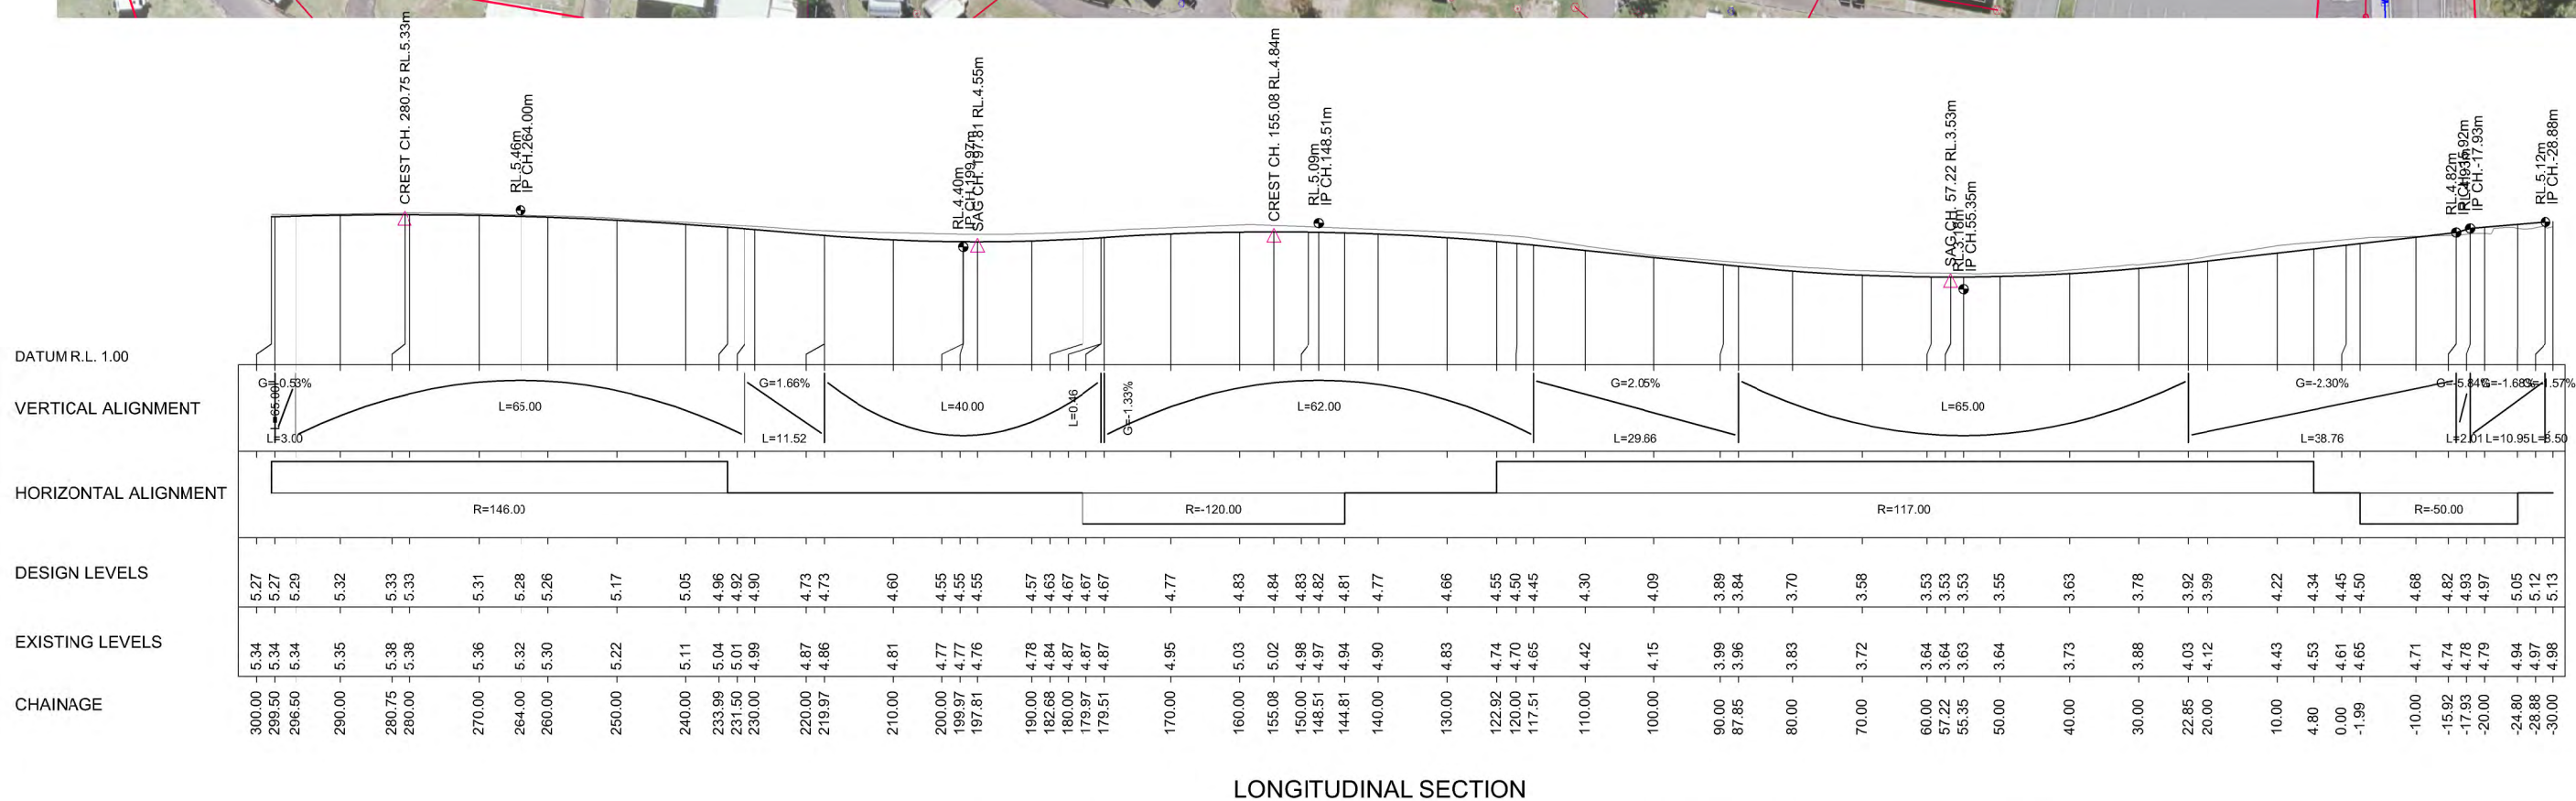 CREST CH. 280.75 RL.5.33m
RL.5.46m
IP CH.264.00m
RL.4.40m
IP CH.199.97m
SAG CH. 197.81 RL.4.55m
CREST CH. 155.08 RL.4.84m
RL.5.09m
IP CH.148.51m
SAG CH. 57.22 RL.3.53m
RL.3.18m
IP CH.55.35m
RL.4.82m
IP CH.-17.93m
RL.5.12m
IP CH.-28.88m
DATUM R.L. 1.00
VERTICAL ALIGNMENT
G=-0.53% G=1.66% G=-1.33% G=2.05% G=-2.30% G=-5.84% G=-1.68% G=-1.57%
L=65.00 L=40.00 L=0.46 L=62.00 L=65.00
L=3.00 L=11.52 L=29.66 L=38.76 L=2.01 L=10.95
HORIZONTAL ALIGNMENT
R=146.00 R=-120.00 R=117.00 R=-50.00
DESIGN LEVELS 5.27 5.27 5.29 5.32 5.33 5.33 5.31 5.28 5.26 5.17 5.05 4.96 4.92 4.90 4.73 4.73 4.60 4.55 4.55 4.55 4.57 4.63 4.67 4.67 4.67 4.77 4.83 4.84 4.83 4.82 4.81 4.77 4.66 4.55 4.50 4.45 4.30 4.09 3.89 3.84 3.70 3.58 3.53 3.53 3.53 3.55 3.63 3.78 3.92 3.99 4.22 4.34 4.45 4.50 4.68 4.82 4.93 4.97 5.05 5.12 5.13
EXISTING LEVELS 5.34 5.34 5.34 5.35 5.38 5.38 5.36 5.32 5.30 5.22 5.11 5.04 5.01 4.99 4.87 4.86 4.81 4.77 4.77 4.76 4.78 4.84 4.87 4.87 4.87 4.95 5.03 5.02 4.98 4.97 4.94 4.90 4.83 4.74 4.70 4.65 4.42 4.15 3.99 3.96 3.83 3.72 3.64 3.64 3.63 3.64 3.73 3.88 4.03 4.12 4.43 4.53 4.61 4.65 4.71 4.74 4.78 4.79 4.94 4.97 4.98
CHAINAGE 300.00 299.50 296.50 290.00 280.75 280.00 270.00 264.00 260.00 250.00 240.00 233.99 231.50 230.00 220.00 219.97 210.00 200.00 199.97 197.81 190.00 182.68 180.00 179.97 179.51 170.00 160.00 155.08 150.00 148.51 144.81 140.00 130.00 122.92 120.00 117.51 110.00 100.00 90.00 87.85 80.00 70.00 60.00 57.22 55.35 50.00 40.00 30.00 22.85 20.00 10.00 4.80 0.00 -1.99 -10.00 -15.92 -17.93 -20.00 -24.80 -28.88 -30.00
LONGITUDINAL SECTION